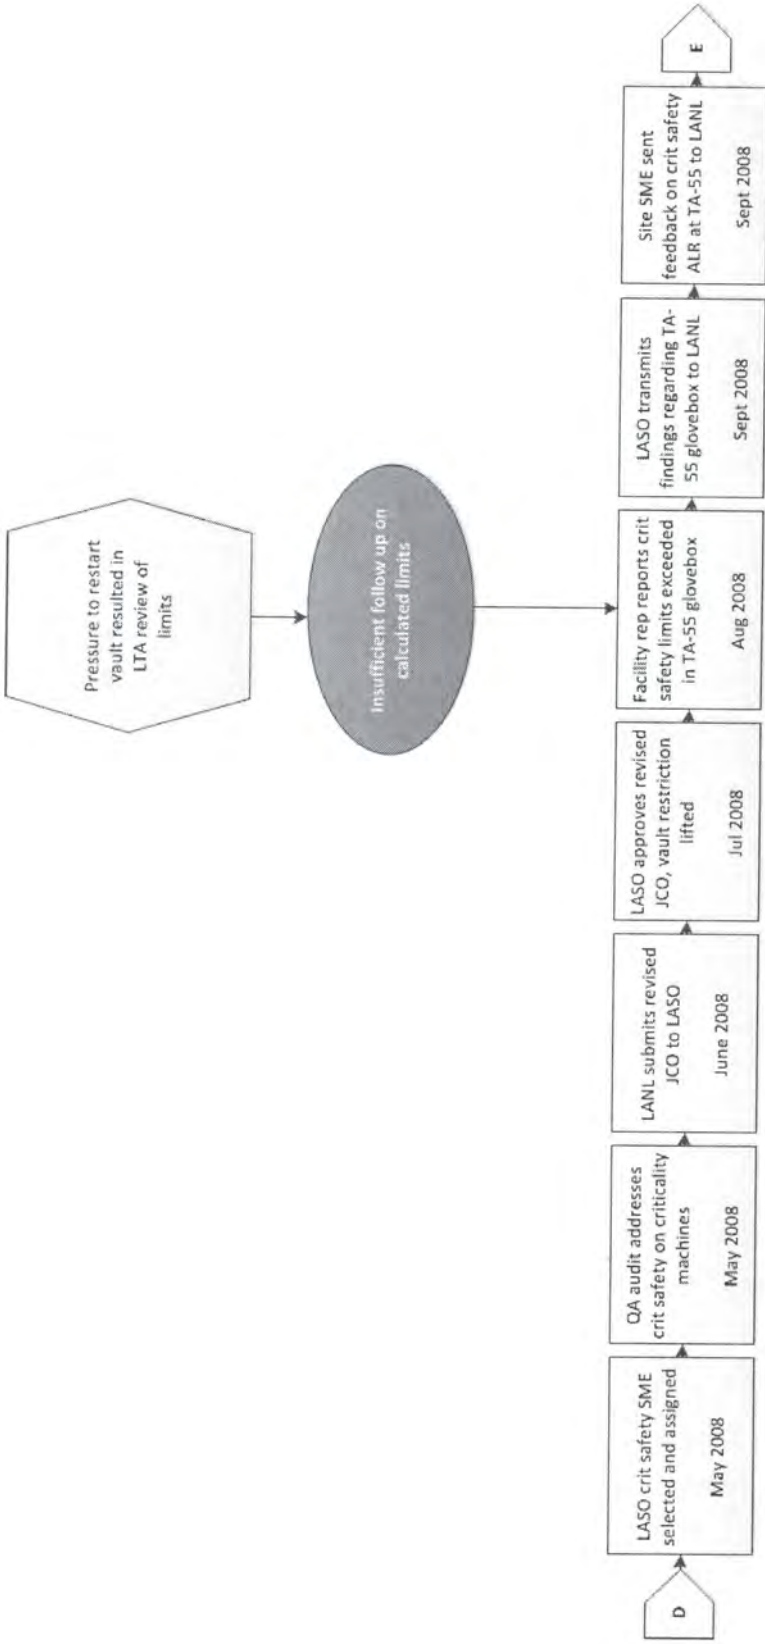 Pressure to restart
vault resulted in
LTA review of
limits
Insufficient follow up on
calculated limits
D
LASO crit safety SME
selected and assigned
May 2008
QA audit addresses
crit safety on criticality
machines
May 2008
LANL submits revised
JCO to LASO
June 2008
LASO approves revised
JCO, vault restriction
lifted
Jul 2008
Facility rep reports crit
safety limits exceeded
in TA-55 glovebox
Aug 2008
LASO transmits
findings regarding TA-
55 glovebox to LANL
Sept 2008
Site SME sent
feedback on crit safety
ALR at TA-55 to LANL
Sept 2008
E